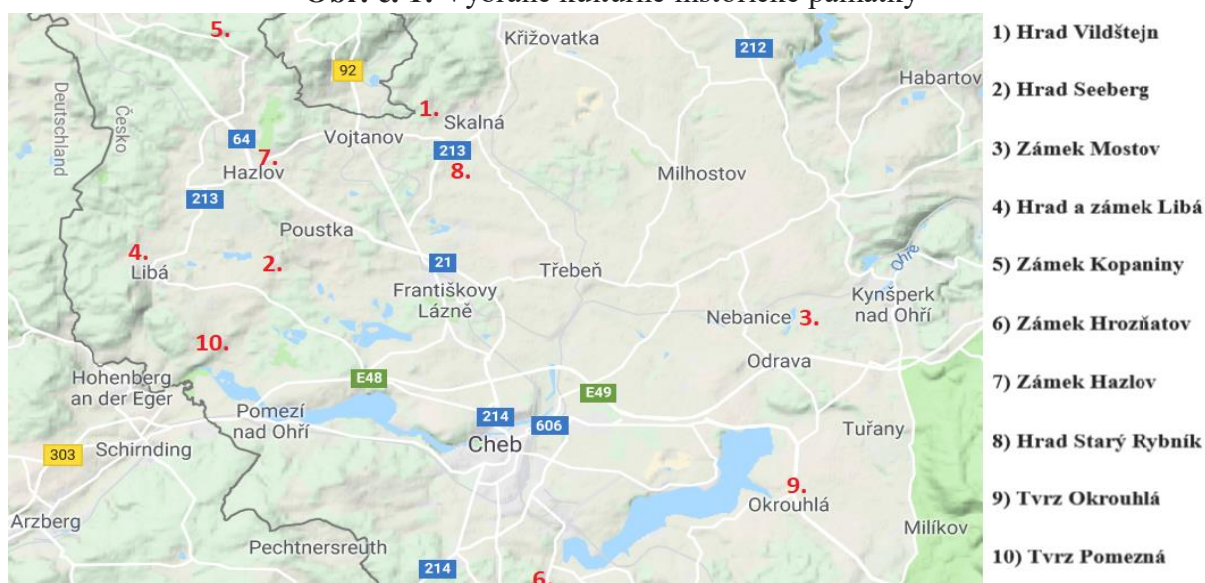 Obr. č. 1: Vybrané kulturně historické památky
5.
Křižovatka
212
92
Habartov
Deutschland
Česko
1.
Skalná
Vojtanov
64
213
7.
8.
Hazlov
Milhostov
213
Poustka
4.
Libá
2.
21
Třebeň
Ohře
Františkovy
Lázně
Kynšperk
nad Ohří
Nebanice
3.
10.
Odrava
Hohenberg
an der Eger
E48
E49
Pomezí
nad Ohří
214
606
Tuřany
Cheb
Schirnding
303
9.
Okrouhlá
Arzberg
Milíkov
Pechtnersreuth
214
6.
1) Hrad Vildštejn
2) Hrad Seeberg
3) Zámek Mostov
4) Hrad a zámek Libá
5) Zámek Kopaniny
6) Zámek Hrozňatov
7) Zámek Hazlov
8) Hrad Starý Rybník
9) Tvrz Okrouhlá
10) Tvrz Pomezná